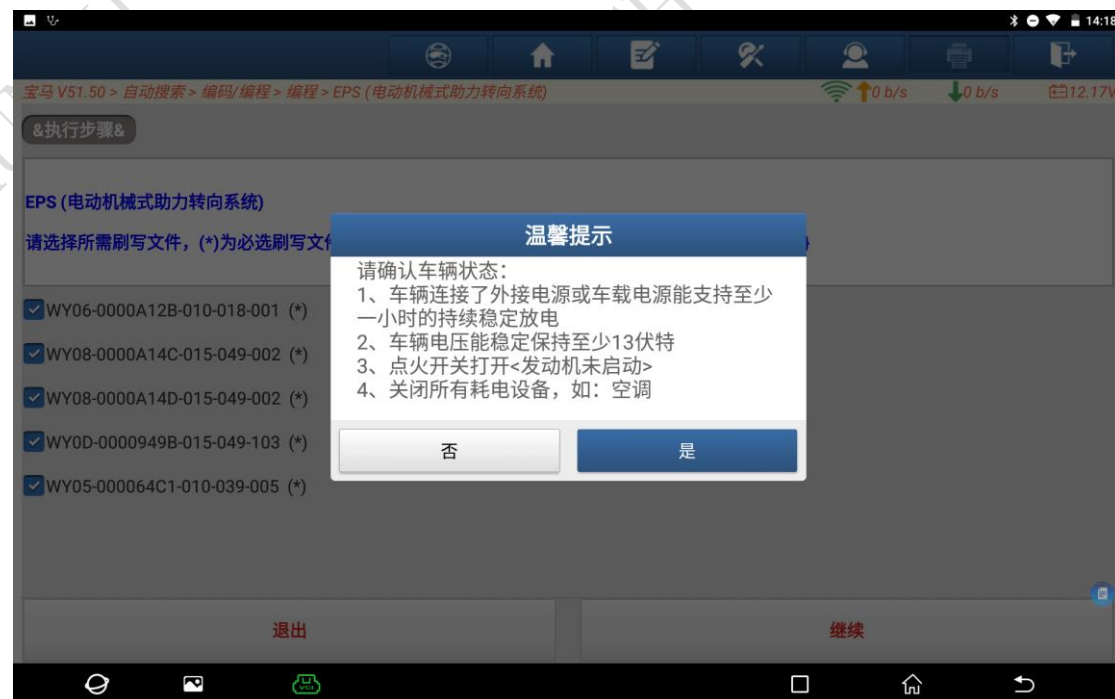 14:18
宝马 V51.50 > 自动搜索 > 编码/编程 > 编程 > EPS (电动机械式助力转向系统)
0 b/s
0 b/s
12.17V
&执行步骤&
EPS (电动机械式助力转向系统)
请选择所需刷写文件，(*)为必选刷写文件
温馨提示
请确认车辆状态：
1、车辆连接了外接电源或车载电源能支持至少
一小时的持续稳定放电
2、车辆电压能稳定保持至少13伏特
3、点火开关打开<发动机未启动>
4、关闭所有耗电设备，如：空调
否
是
WY06-0000A12B-010-018-001 (*)
WY08-0000A14C-015-049-002 (*)
WY08-0000A14D-015-049-002 (*)
WY0D-0000949B-015-049-103 (*)
WY05-000064C1-010-039-005 (*)
退出
继续
VCI